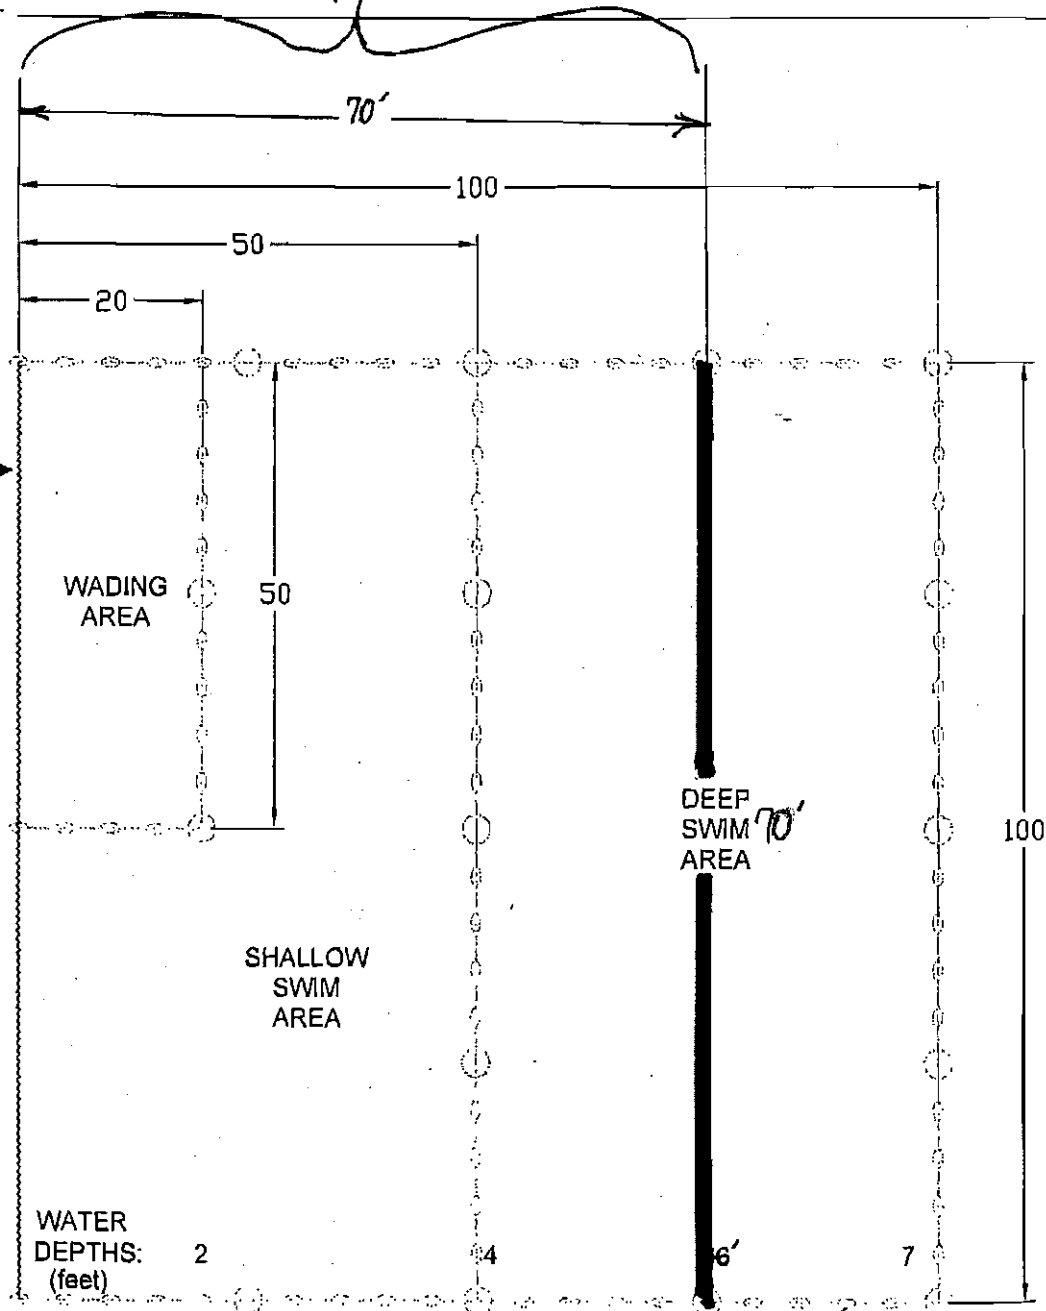 70'
100
50
20
WADING
AREA
50
DEEP
SWIM 70'
AREA
100
SHALLOW
SWIM
AREA
WATER
DEPTHS: 2 4 6' 7
(feet)